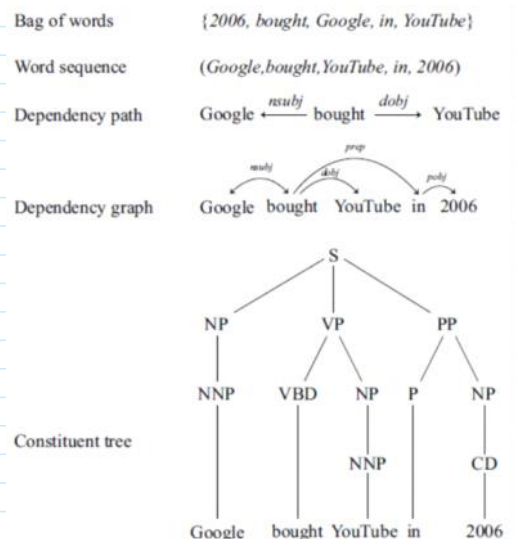 Bag of words {2006, bought, Google, in, YouTube}
Word sequence (Google,bought,YouTube, in, 2006)
nsubj dobj
Dependency path Google bought YouTube
prep
nsubj dobj pobj
Dependency graph Google bought YouTube in 2006
S
NP VP PP
NNP VBD NP P NP
Constituent tree
NNP CD
Google bought YouTube in 2006